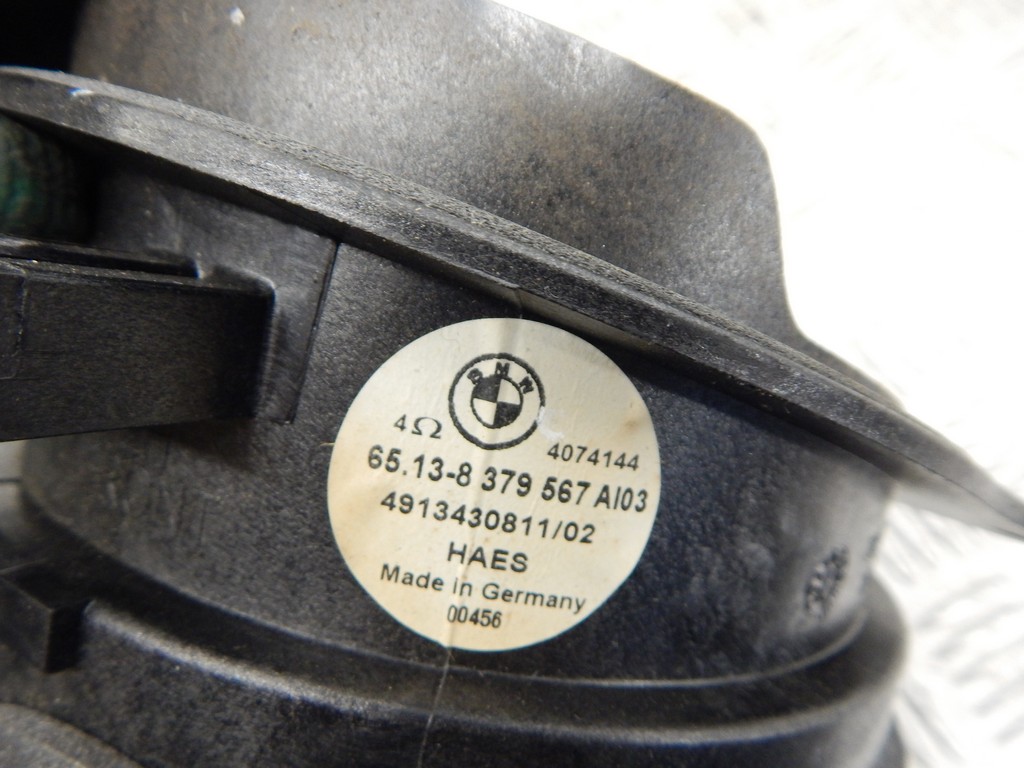 BMW
4Ω
4074144
65.13-8 379 567 AI03
4913430811/02
HAES
Made in Germany
00456